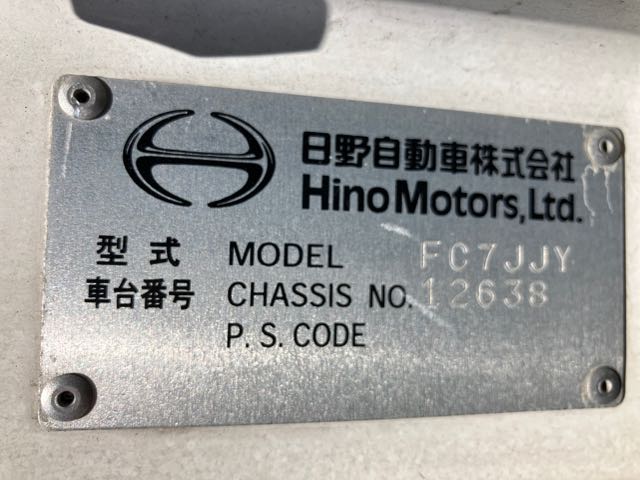 日野自動車株式会社
Hino Motors, Ltd.
型式 MODEL FC7JJY
車台番号 CHASSIS NO. 12638
P. S. CODE